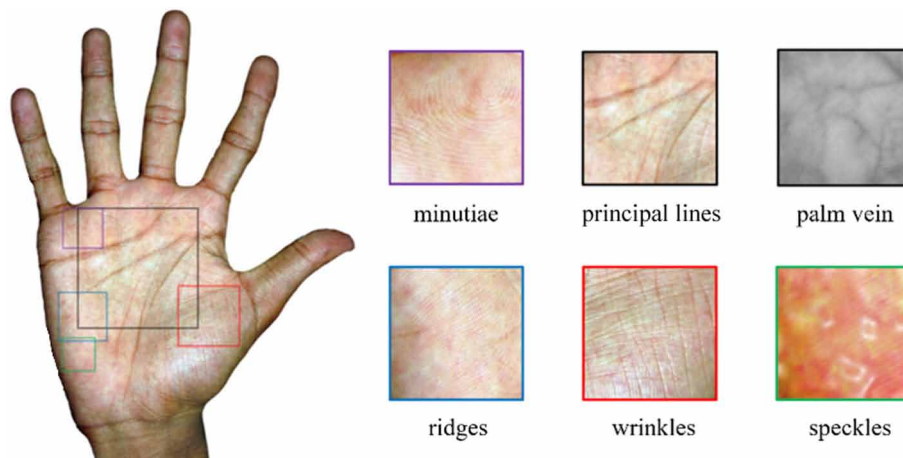 minutiae
principal lines
palm vein
ridges
wrinkles
speckles